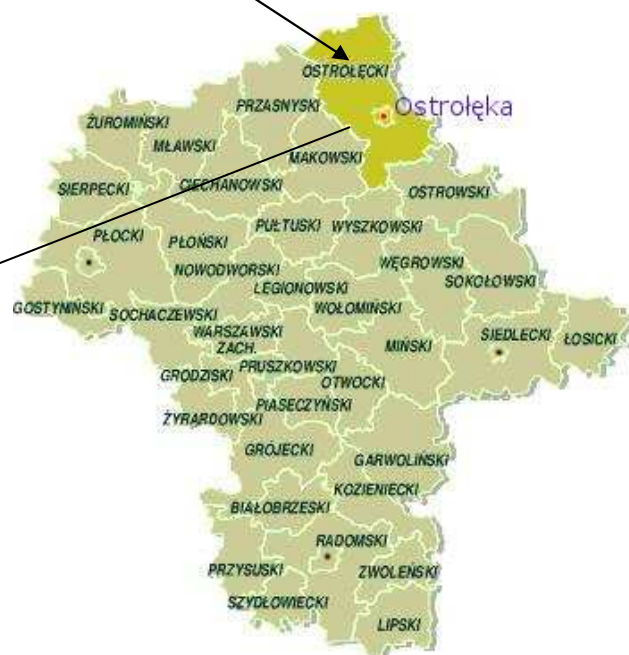 OSTROŁĘCKI
Ostrołęka
PRZASNYSKI
ŻUROMIŃSKI
MŁAWSKI
MAKOWSKI
SIERPECKI
CIECHANOWSKI
OSTROWSKI
PŁOCKI
PŁOŃSKI
PUŁTUSKI
WYSZKOWSKI
NOWODWORSKI
WĘGROWSKI
SOKOŁOWSKI
LEGIONOWSKI
GOSTYNIŃSKI
SOCHACZEWSKI
WOŁOMIŃSKI
WARSZAWSKI
ZACH.
MIŃSKI
SIEDLECKI
ŁOSICKI
PRUSZKOWSKI
GRODZISKI
OTWOCKI
PIASECZYŃSKI
ŻYRARDOWSKI
GRÓJECKI
GARWOLIŃSKI
KOZIENIECKI
BIAŁOBRZESKI
RADOMSKI
PRZYSUSKI
ZWOLEŃSKI
SZYDŁOWIECKI
LIPSKI